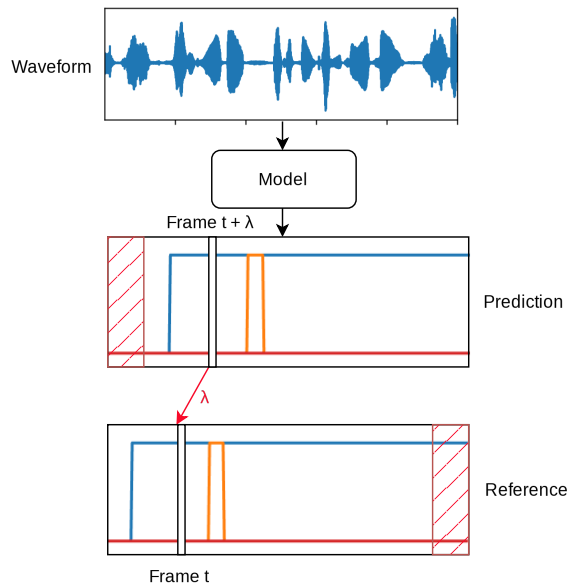 Waveform
Model
Frame t + λ
Prediction
λ
Reference
Frame t